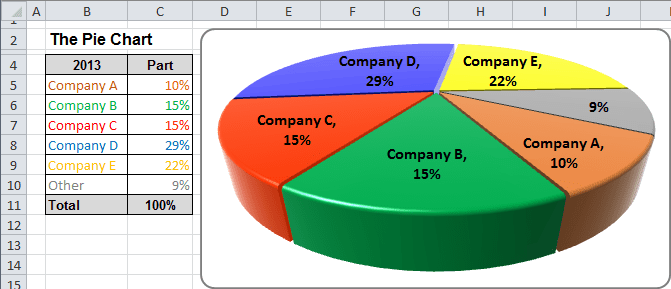 A B C D E F G H I J
2 The Pie Chart
4 2013 Part
5 Company A 10%
6 Company B 15%
7 Company C 15%
8 Company D 29%
9 Company E 22%
10 Other 9%
11 Total 100%
12
13
14
15
Company D,
29%
Company E,
22%
9%
Company C,
15%
Company B,
15%
Company A,
10%